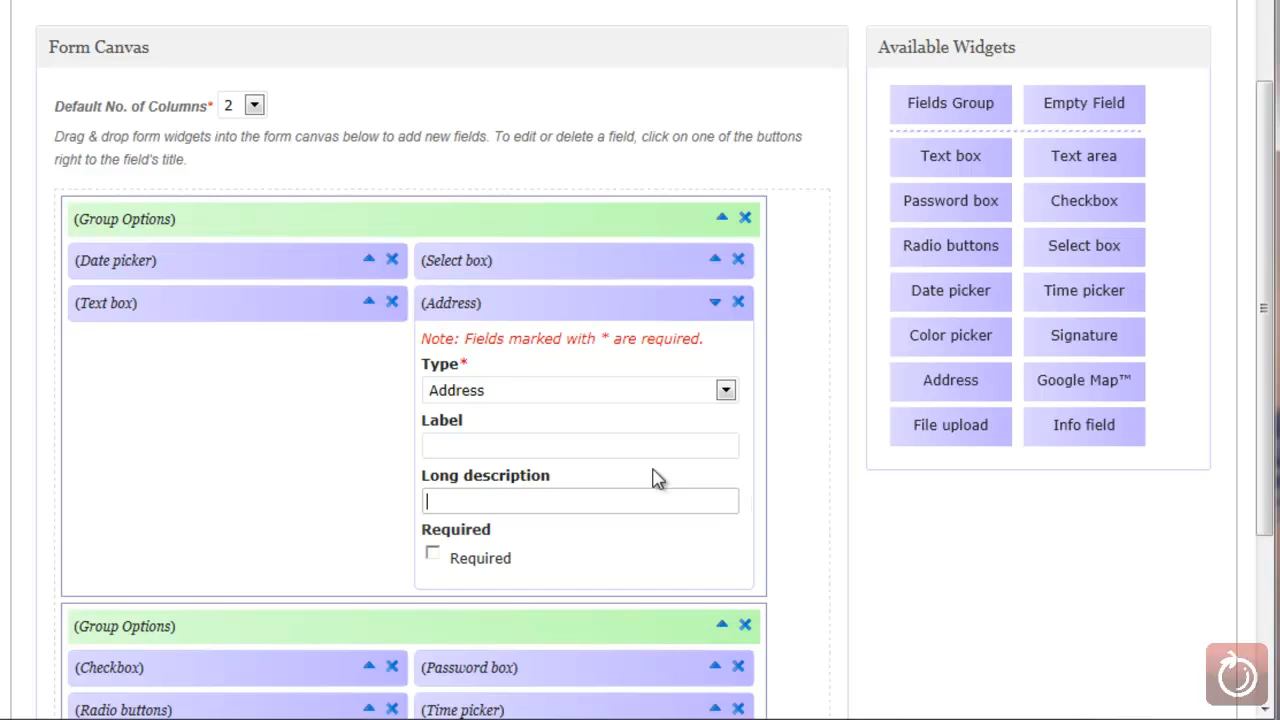 Form Canvas
Default No. of Columns* 2
Drag & drop form widgets into the form canvas below to add new fields. To edit or delete a field, click on one of the buttons
right to the field's title.
(Group Options)
(Date picker)
(Select box)
(Text box)
(Address)
Note: Fields marked with * are required.
Type*
Address
Label
Long description
Required
Required
(Group Options)
(Checkbox)
(Password box)
(Radio buttons)
(Time picker)
Available Widgets
Fields Group
Empty Field
Text box
Text area
Password box
Checkbox
Radio buttons
Select box
Date picker
Time picker
Color picker
Signature
Address
Google Map™
File upload
Info field